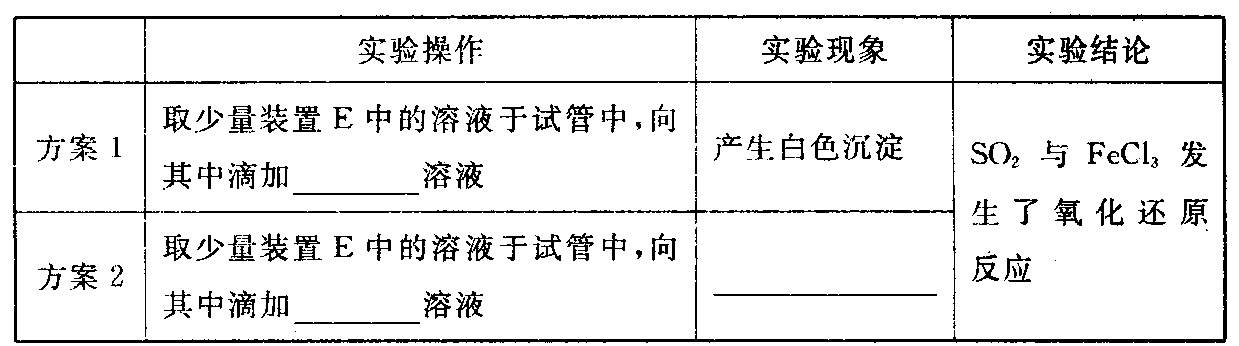 实验操作 实验现象 实验结论
方案 1
取少量装置 E 中的溶液于试管中,向
其中滴加________溶液
产生白色沉淀
SO₂ 与 FeCl₃ 发
生了氧化还原
反应
方案 2
取少量装置 E 中的溶液于试管中,向
其中滴加________溶液
______________